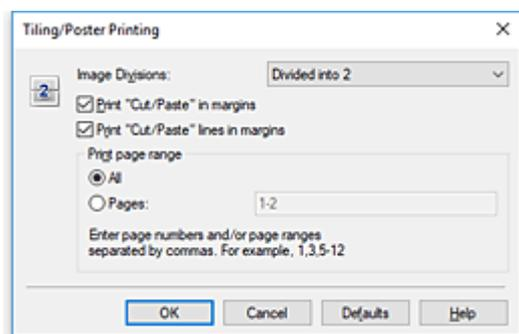 Tiling/Poster Printing
Image Divisions: Divided into 2
2
Print "Cut/Paste" in margins
Print "Cut/Paste" lines in margins
Print page range
All
Pages: 1-2
Enter page numbers and/or page ranges
separated by commas. For example, 1,3,5-12
OK Cancel Defaults Help